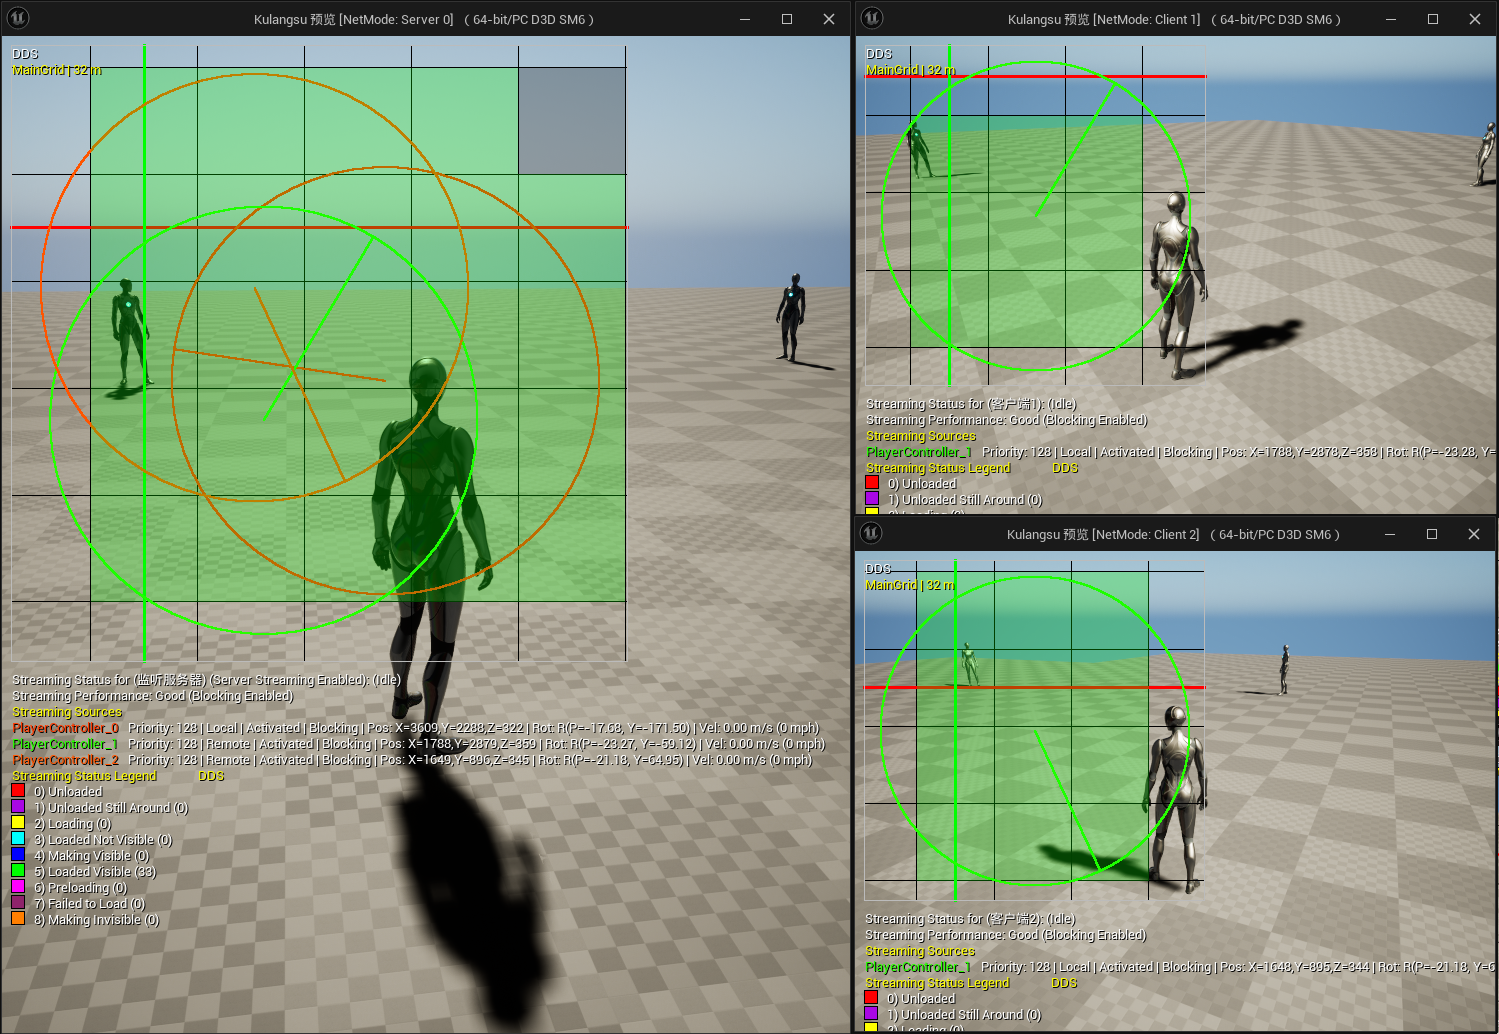 Kulangsu 预览 [NetMode: Server 0] ( 64-bit/PC D3D SM6 )
DDS
MainGrid | 32 m
Streaming Status for (监听服务器) (Server Streaming Enabled): (Idle)
Streaming Performance: Good (Blocking Enabled)
Streaming Sources
PlayerController_0 Priority: 128 | Local | Activated | Blocking | Pos: X=3609,Y=2288,Z=322 | Rot: R(P=-17.68, Y=-171.50) | Vel: 0.00 m/s (0 mph)
PlayerController_1 Priority: 128 | Remote | Activated | Blocking | Pos: X=1788,Y=2879,Z=359 | Rot: R(P=-23.27, Y=-59.12) | Vel: 0.00 m/s (0 mph)
PlayerController_2 Priority: 128 | Remote | Activated | Blocking | Pos: X=1649,Y=896,Z=345 | Rot: R(P=-21.18, Y=64.95) | Vel: 0.00 m/s (0 mph)
Streaming Status Legend DDS
0) Unloaded
1) Unloaded Still Around (0)
2) Loading (0)
3) Loaded Not Visible (0)
4) Making Visible (0)
5) Loaded Visible (33)
6) Preloading (0)
7) Failed to Load (0)
8) Making Invisible (0)
Kulangsu 预览 [NetMode: Client 1] ( 64-bit/PC D3D SM6 )
DDS
MainGrid | 32 m
Streaming Status for (客户端1): (Idle)
Streaming Performance: Good (Blocking Enabled)
Streaming Sources
PlayerController_1 Priority: 128 | Local | Activated | Blocking | Pos: X=1788,Y=2878,Z=358 | Rot: R(P=-23.28, Y=
Streaming Status Legend DDS
0) Unloaded
1) Unloaded Still Around (0)
2) Loading (0)
Kulangsu 预览 [NetMode: Client 2] ( 64-bit/PC D3D SM6 )
DDS
MainGrid | 32 m
Streaming Status for (客户端2): (Idle)
Streaming Performance: Good (Blocking Enabled)
Streaming Sources
PlayerController_1 Priority: 128 | Local | Activated | Blocking | Pos: X=1648,Y=895,Z=344 | Rot: R(P=-21.18, Y=6
Streaming Status Legend DDS
0) Unloaded
1) Unloaded Still Around (0)
2) Loading (0)